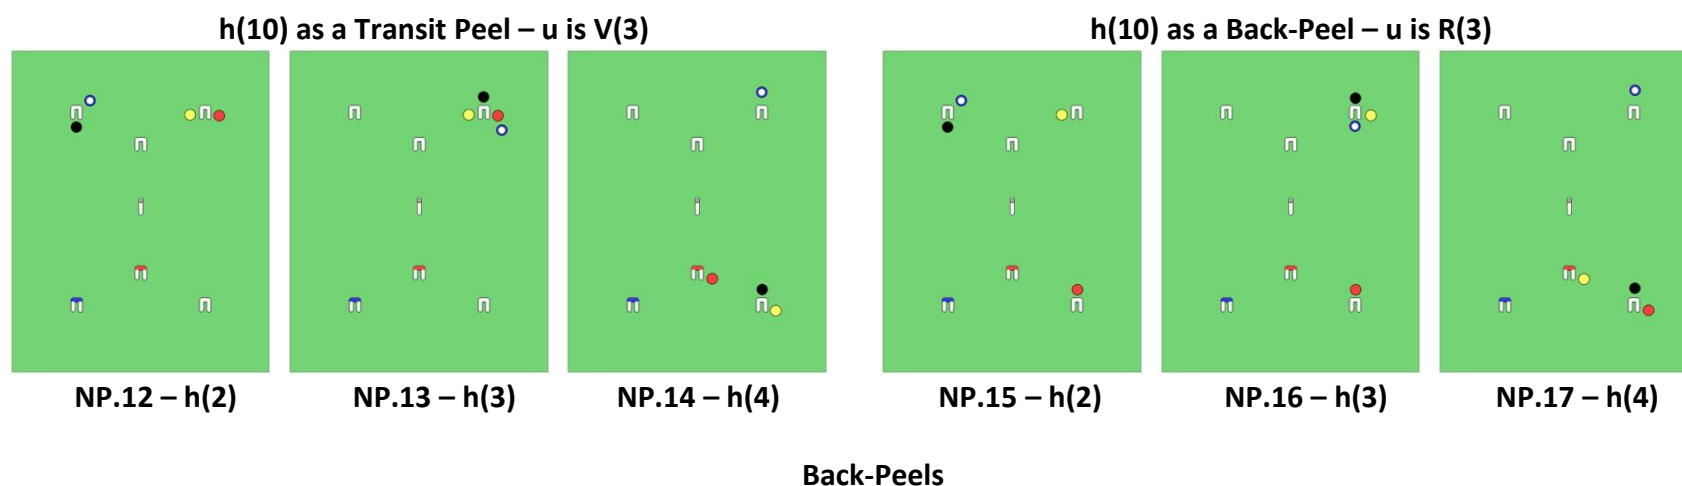 h(10) as a Transit Peel – u is V(3)
h(10) as a Back-Peel – u is R(3)
NP.12 – h(2)
NP.13 – h(3)
NP.14 – h(4)
NP.15 – h(2)
NP.16 – h(3)
NP.17 – h(4)
Back-Peels